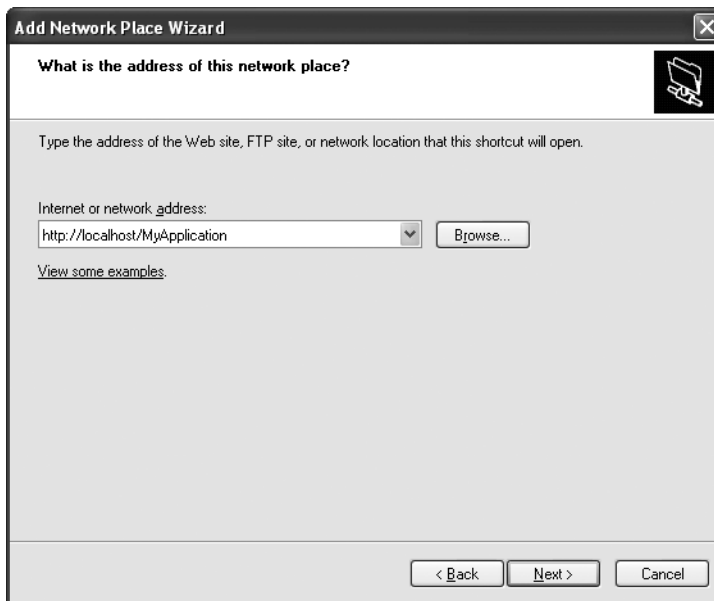 Add Network Place Wizard
What is the address of this network place?
Type the address of the Web site, FTP site, or network location that this shortcut will open.
Internet or network address:
http://localhost/MyApplication
Browse...
View some examples.
< Back
Next >
Cancel